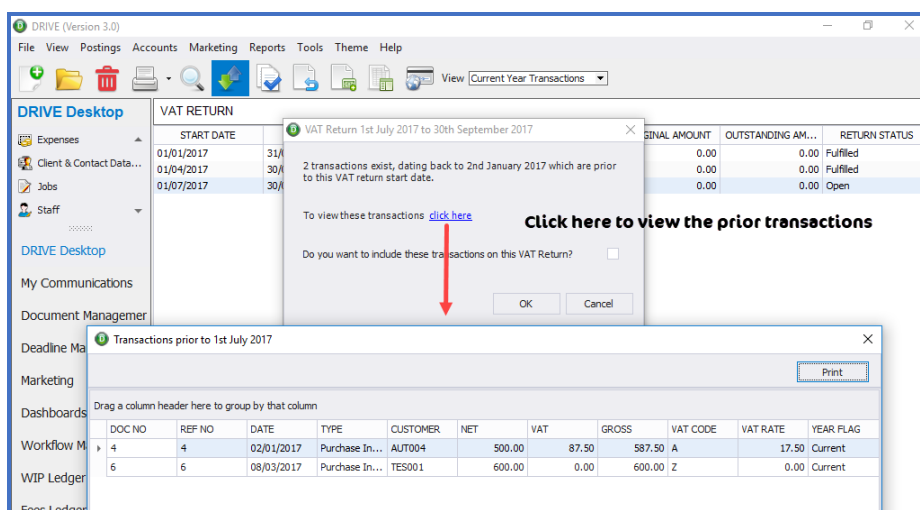 DRIVE (Version 3.0)
File View Postings Accounts Marketing Reports Tools Theme Help
View Current Year Transactions
DRIVE Desktop
VAT RETURN
Expenses
Client & Contact Data...
Jobs
Staff
DRIVE Desktop
My Communications
Document Managemer
Deadline Ma
Marketing
Dashboards
Workflow M
WIP Ledger
START DATE GINAL AMOUNT OUTSTANDING AM... RETURN STATUS
01/01/2017 31/ 0.00 0.00 Fulfilled
01/04/2017 30/ 0.00 0.00 Fulfilled
01/07/2017 30/ 0.00 0.00 Open
VAT Return 1st July 2017 to 30th September 2017
2 transactions exist, dating back to 2nd January 2017 which are prior
to this VAT return start date.
To view these transactions click here
Click here to view the prior transactions
Do you want to include these transactions on this VAT Return?
OK Cancel
Transactions prior to 1st July 2017
Print
Drag a column header here to group by that column
DOC NO REF NO DATE TYPE CUSTOMER NET VAT GROSS VAT CODE VAT RATE YEAR FLAG
4 4 02/01/2017 Purchase In... AUT004 500.00 87.50 587.50 A 17.50 Current
6 6 08/03/2017 Purchase In... TES001 600.00 0.00 600.00 Z 0.00 Current